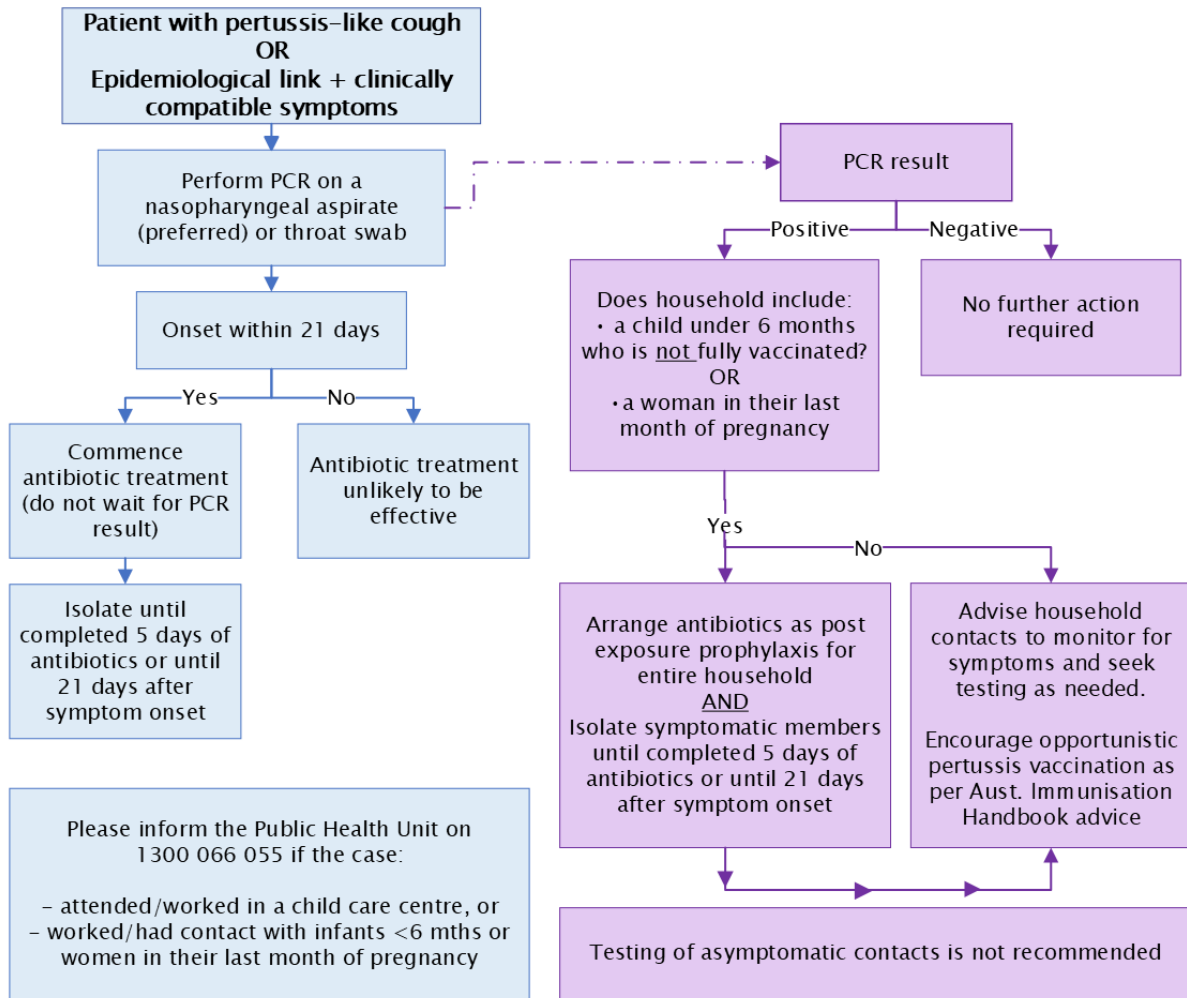 Patient with pertussis-like cough
OR
Epidemiological link + clinically
compatible symptoms
Perform PCR on a
nasopharyngeal aspirate
(preferred) or throat swab
Onset within 21 days
Yes
No
Commence
antibiotic treatment
(do not wait for PCR
result)
Antibiotic treatment
unlikely to be
effective
Isolate until
completed 5 days of
antibiotics or until
21 days after
symptom onset
Please inform the Public Health Unit on
1300 066 055 if the case:
- attended/worked in a child care centre, or
- worked/had contact with infants <6 mths or
women in their last month of pregnancy
PCR result
Positive
Negative
Does household include:
• a child under 6 months
who is not fully vaccinated?
OR
• a woman in their last
month of pregnancy
No further action
required
Yes
No
Arrange antibiotics as post
exposure prophylaxis for
entire household
AND
Isolate symptomatic members
until completed 5 days of
antibiotics or until 21 days
after symptom onset
Advise household
contacts to monitor for
symptoms and seek
testing as needed.
Encourage opportunistic
pertussis vaccination as
per Aust. Immunisation
Handbook advice
Testing of asymptomatic contacts is not recommended